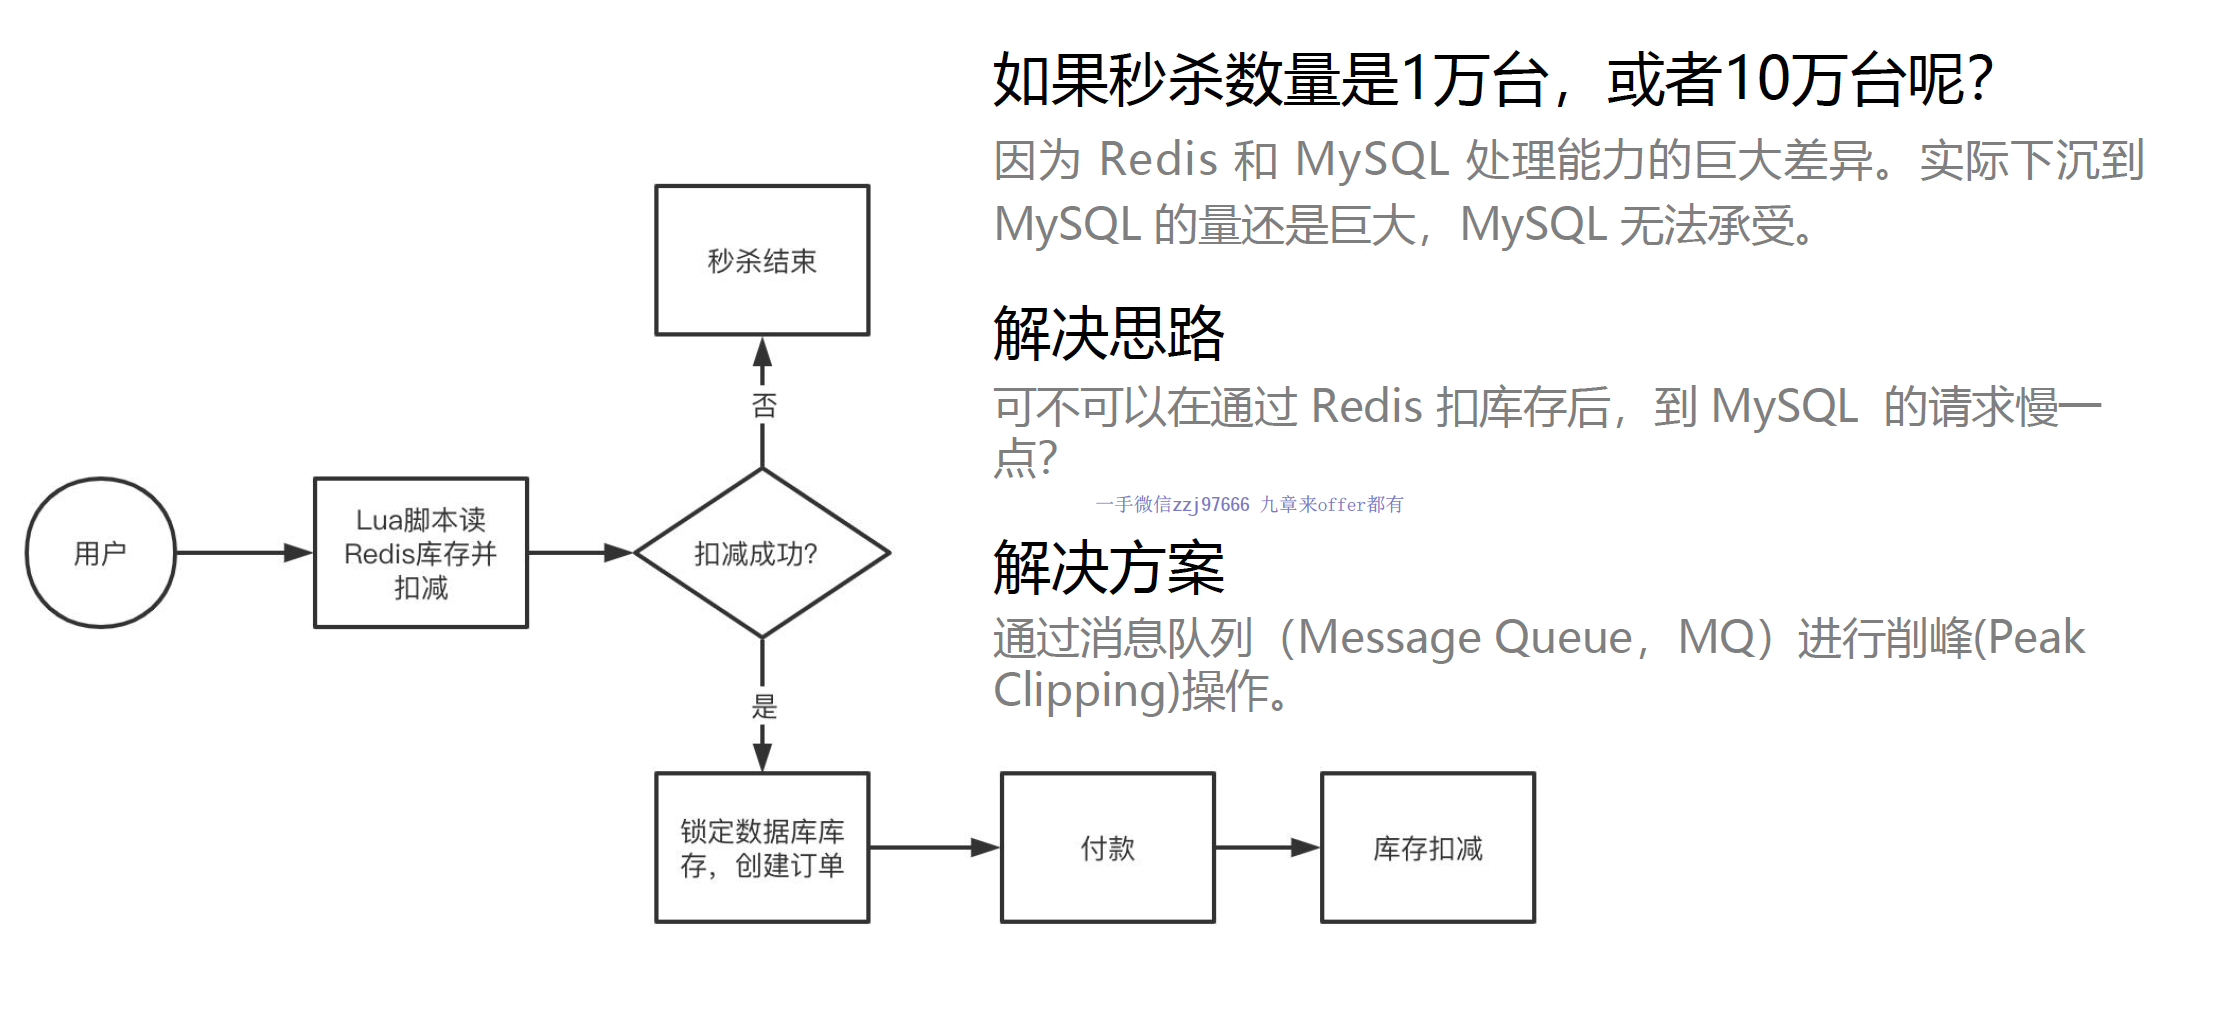 如果秒杀数量是1万台，或者10万台呢？
因为 Redis 和 MySQL 处理能力的巨大差异。实际下沉到
MySQL 的量还是巨大，MySQL 无法承受。
解决思路
可不可以在通过 Redis 扣库存后，到 MySQL 的请求慢一
点？
一手微信zzj97666 九章来offer都有
解决方案
通过消息队列（Message Queue，MQ）进行削峰(Peak
Clipping)操作。
用户
Lua脚本读
Redis库存并
扣减
扣减成功？
否
秒杀结束
是
锁定数据库库
存，创建订单
付款
库存扣减